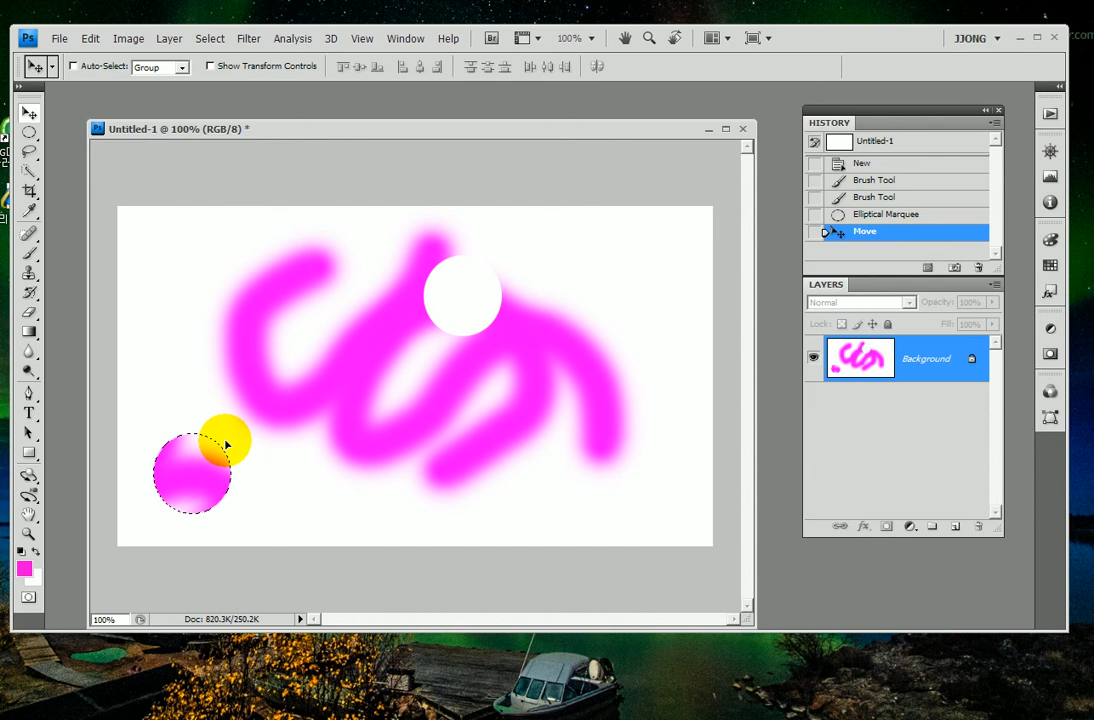 Ps File Edit Image Layer Select Filter Analysis 3D View Window Help Br 100% JJONG
Auto-Select: Group Show Transform Controls
Ps Untitled-1 @ 100% (RGB/8) *
HISTORY
Untitled-1
New
Brush Tool
Brush Tool
Elliptical Marquee
Move
LAYERS
Normal Opacity: 100%
Lock: Fill: 100%
Background
fx
T
100% Doc: 820.3K/250.2K